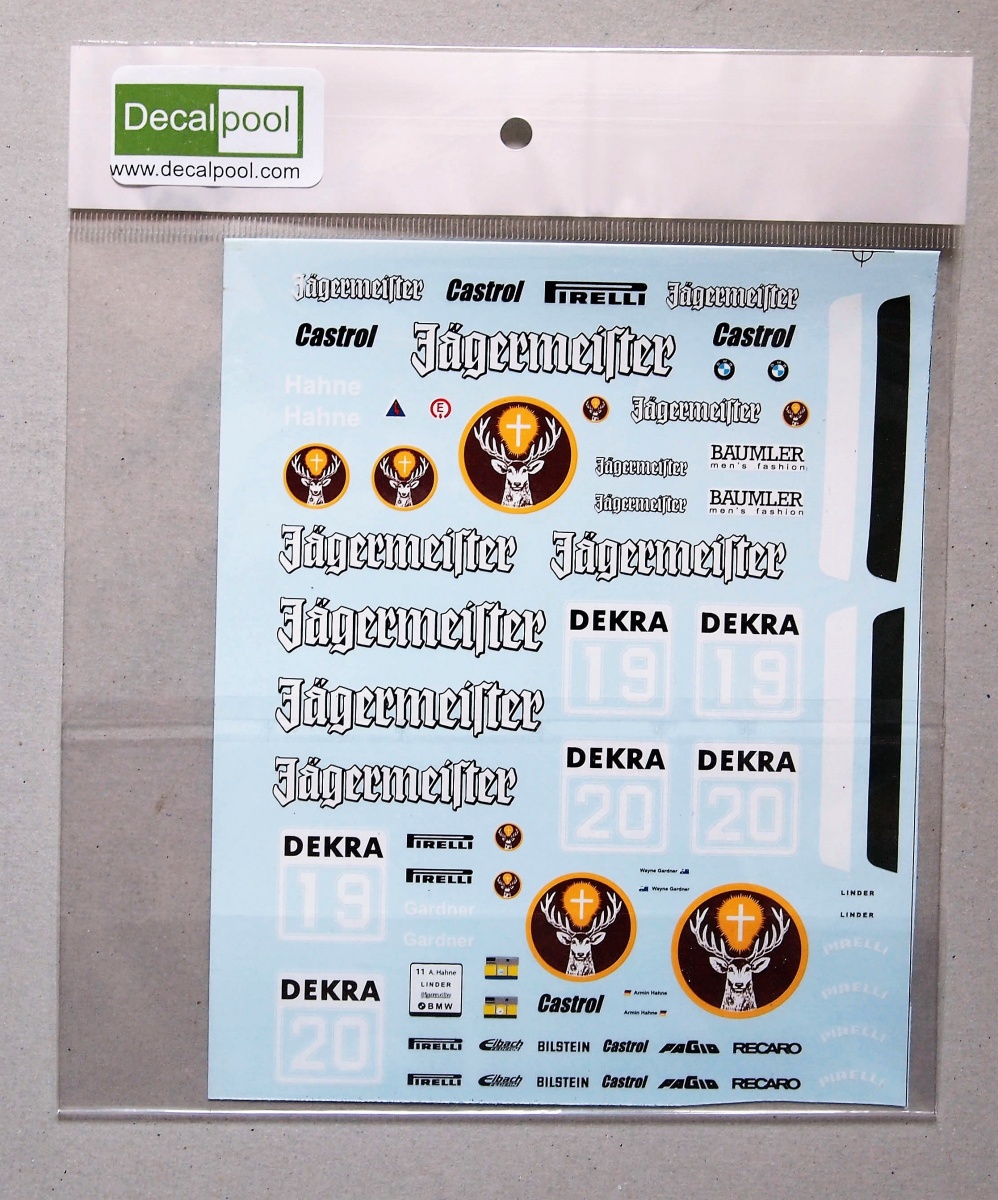 Decalpool
www.decalpool.com
Jägermeiſter Castrol PIRELLI Jägermeiſter
Castrol Jägermeiſter Castrol
Hahne
Hahne
E
Jägermeiſter
Jägermeiſter
BAUMLER
men's fashion
Jägermeiſter
BAUMLER
men's fashion
Jägermeiſter Jägermeiſter
Jägermeiſter
DEKRA DEKRA
19 19
Jägermeiſter
DEKRA DEKRA
20 20
Jägermeiſter
DEKRA
19
PIRELLI
PIRELLI
Gardner
Gardner
Wayne Gardner
Wayne Gardner
LINDER
LINDER
PIRELLI
PIRELLI
PIRELLI
PIRELLI
DEKRA
20
11 A. Hahne
LINDER
Jägermeiſter
BMW
Castrol
Armin Hahne
Armin Hahne
PIRELLI Eibach BILSTEIN Castrol PAGID RECARO
PIRELLI Eibach BILSTEIN Castrol PAGID RECARO